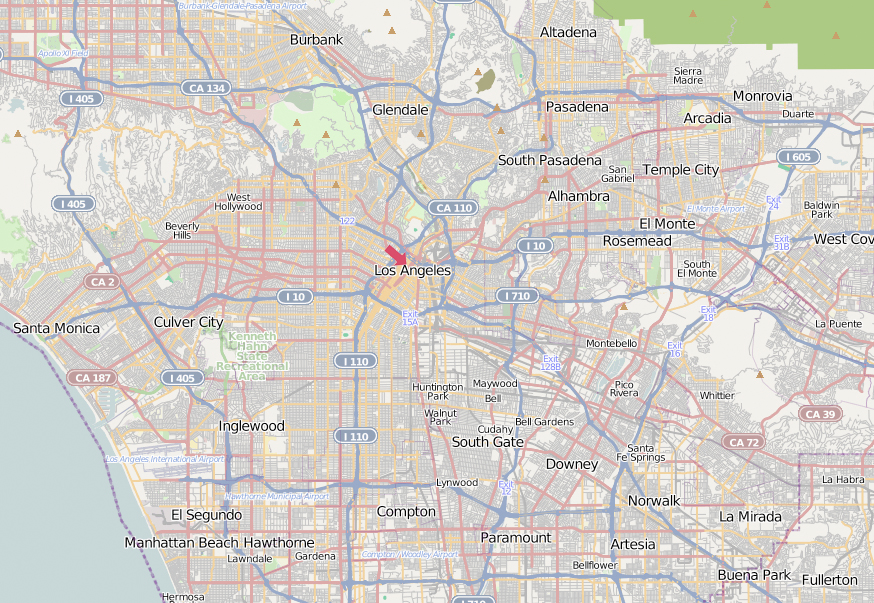 Burbank-Glendale-Pasadena Airport
Altadena
Burbank
Apollo XI Field
Sierra
Madre
CA 134
I 405
Monrovia
Glendale
Pasadena
Arcadia
Duarte
South Pasadena
I 605
San
Gabriel
Temple City
Alhambra
West
Hollywood
I 405
CA 110
El Monte Airport
Exit
24
Baldwin
Park
122
Beverly
Hills
El Monte
Rosemead
I 10
Exit
31B
West Cov
Los Angeles
South
El Monte
CA 2
I 10
I 710
Exit
15A
Exit
18
Santa Monica
Culver City
La Puente
Kenneth
Hahn
State
Recreational
Area
Montebello
Exit
16
I 110
Exit
128B
CA 187
I 405
Huntington
Park
Maywood
Bell
Pico
Rivera
Whittier
Walnut
Park
Bell Gardens
CA 39
Inglewood
Cudahy
I 110
South Gate
CA 72
Los Angeles International Airport
Santa
Fe Springs
Downey
Lynwood
Exit
12
La Habra
Hawthorne Municipal Airport
Norwalk
El Segundo
Compton
La Mirada
Manhattan Beach
Hawthorne
Paramount
Artesia
Lawndale
Gardena
Compton/Woodley Airport
Bellflower
Buena Park
Fullerton
Hermosa
I 710